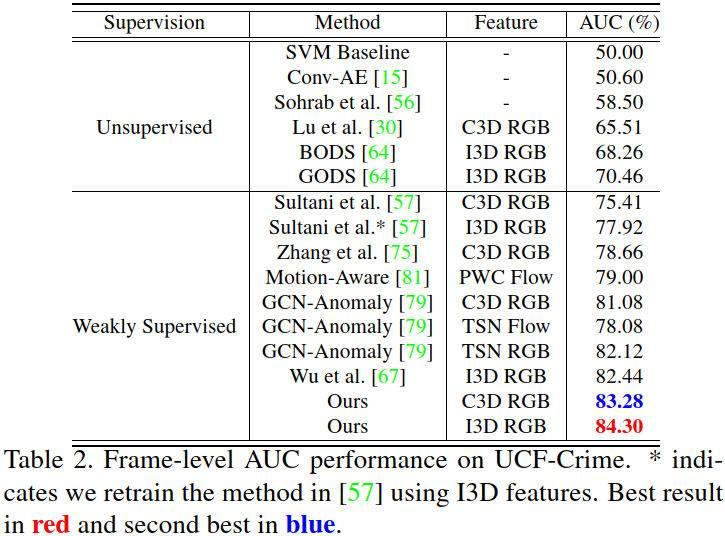 Supervision Method Feature AUC (%)
SVM Baseline - 50.00
Conv-AE [15] - 50.60
Sohrab et al. [56] - 58.50
Unsupervised Lu et al. [30] C3D RGB 65.51
BODS [64] I3D RGB 68.26
GODS [64] I3D RGB 70.46
Sultani et al. [57] C3D RGB 75.41
Sultani et al.* [57] I3D RGB 77.92
Zhang et al. [75] C3D RGB 78.66
Motion-Aware [81] PWC Flow 79.00
GCN-Anomaly [79] C3D RGB 81.08
Weakly Supervised GCN-Anomaly [79] TSN Flow 78.08
GCN-Anomaly [79] TSN RGB 82.12
Wu et al. [67] I3D RGB 82.44
Ours C3D RGB 83.28
Ours I3D RGB 84.30
Table 2. Frame-level AUC performance on UCF-Crime. * indi-
cates we retrain the method in [57] using I3D features. Best result
in red and second best in blue.